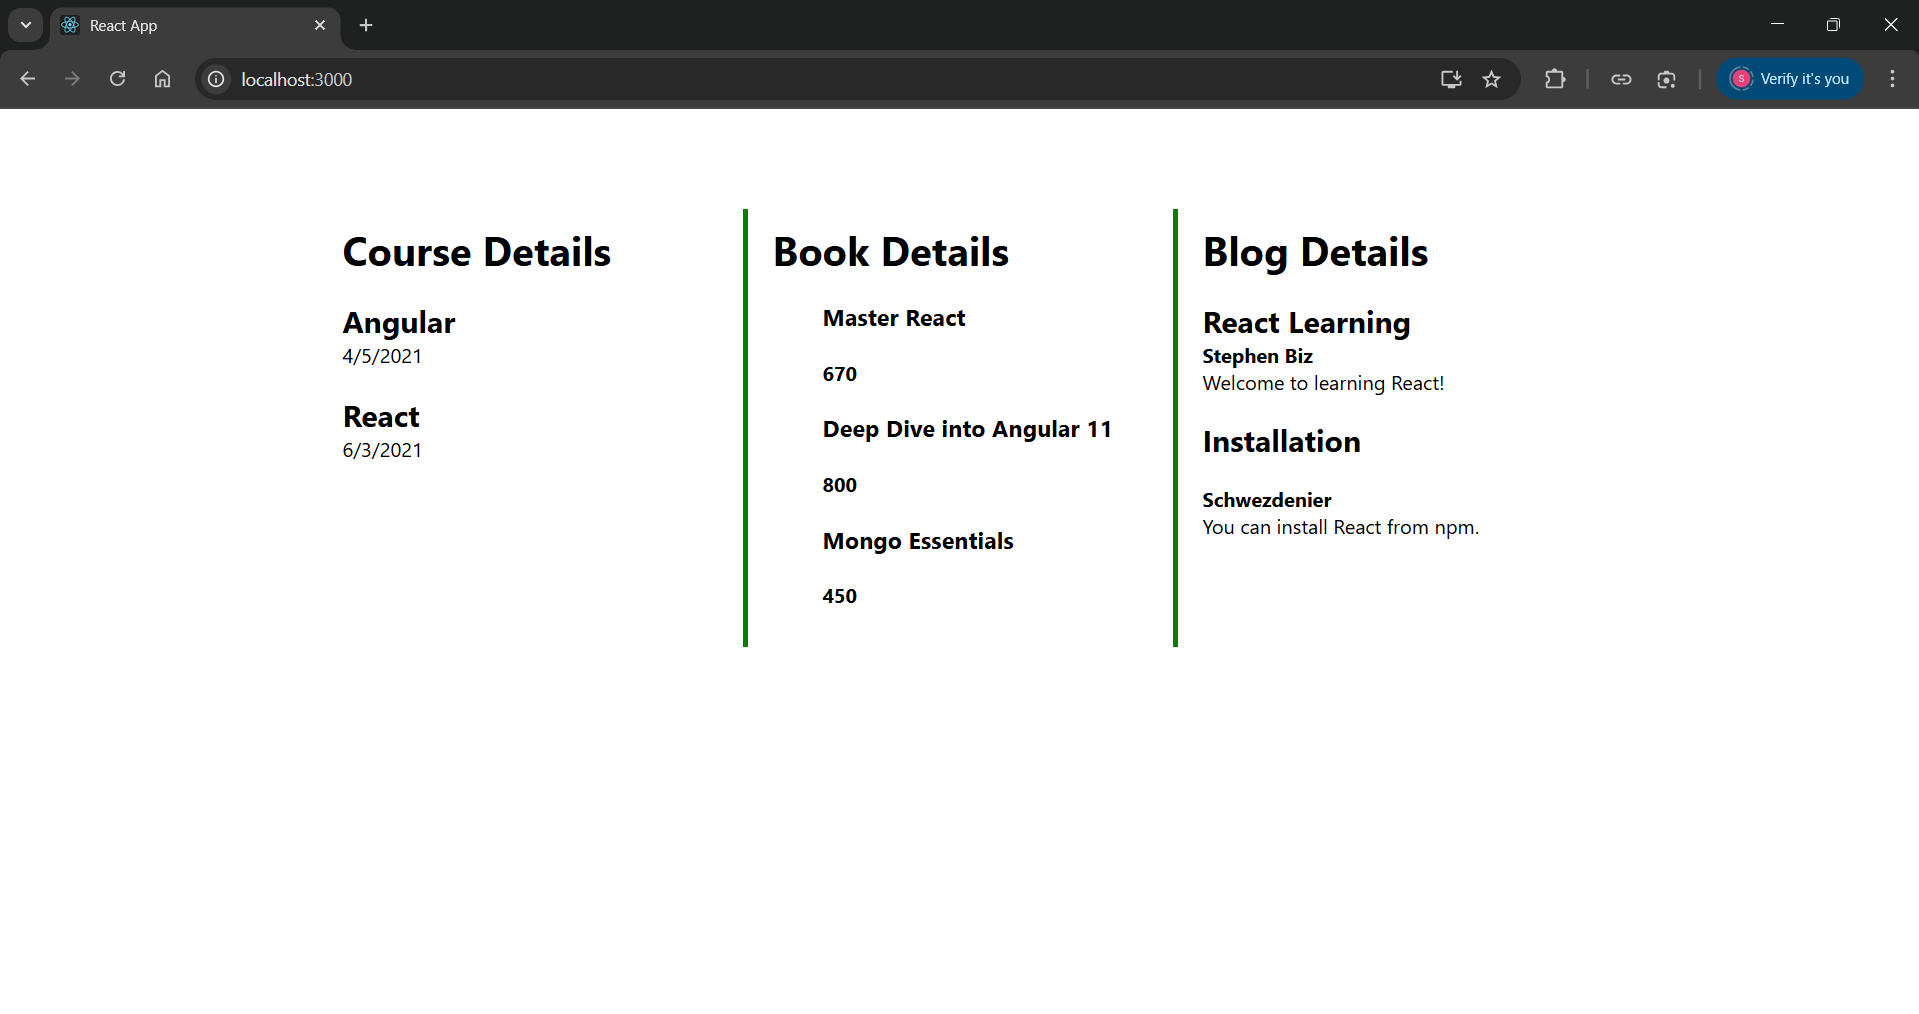 React App
localhost:3000
S
Verify it's you
Course Details
Angular
4/5/2021
React
6/3/2021
Book Details
Master React
670
Deep Dive into Angular 11
800
Mongo Essentials
450
Blog Details
React Learning
Stephen Biz
Welcome to learning React!
Installation
Schwezdenier
You can install React from npm.